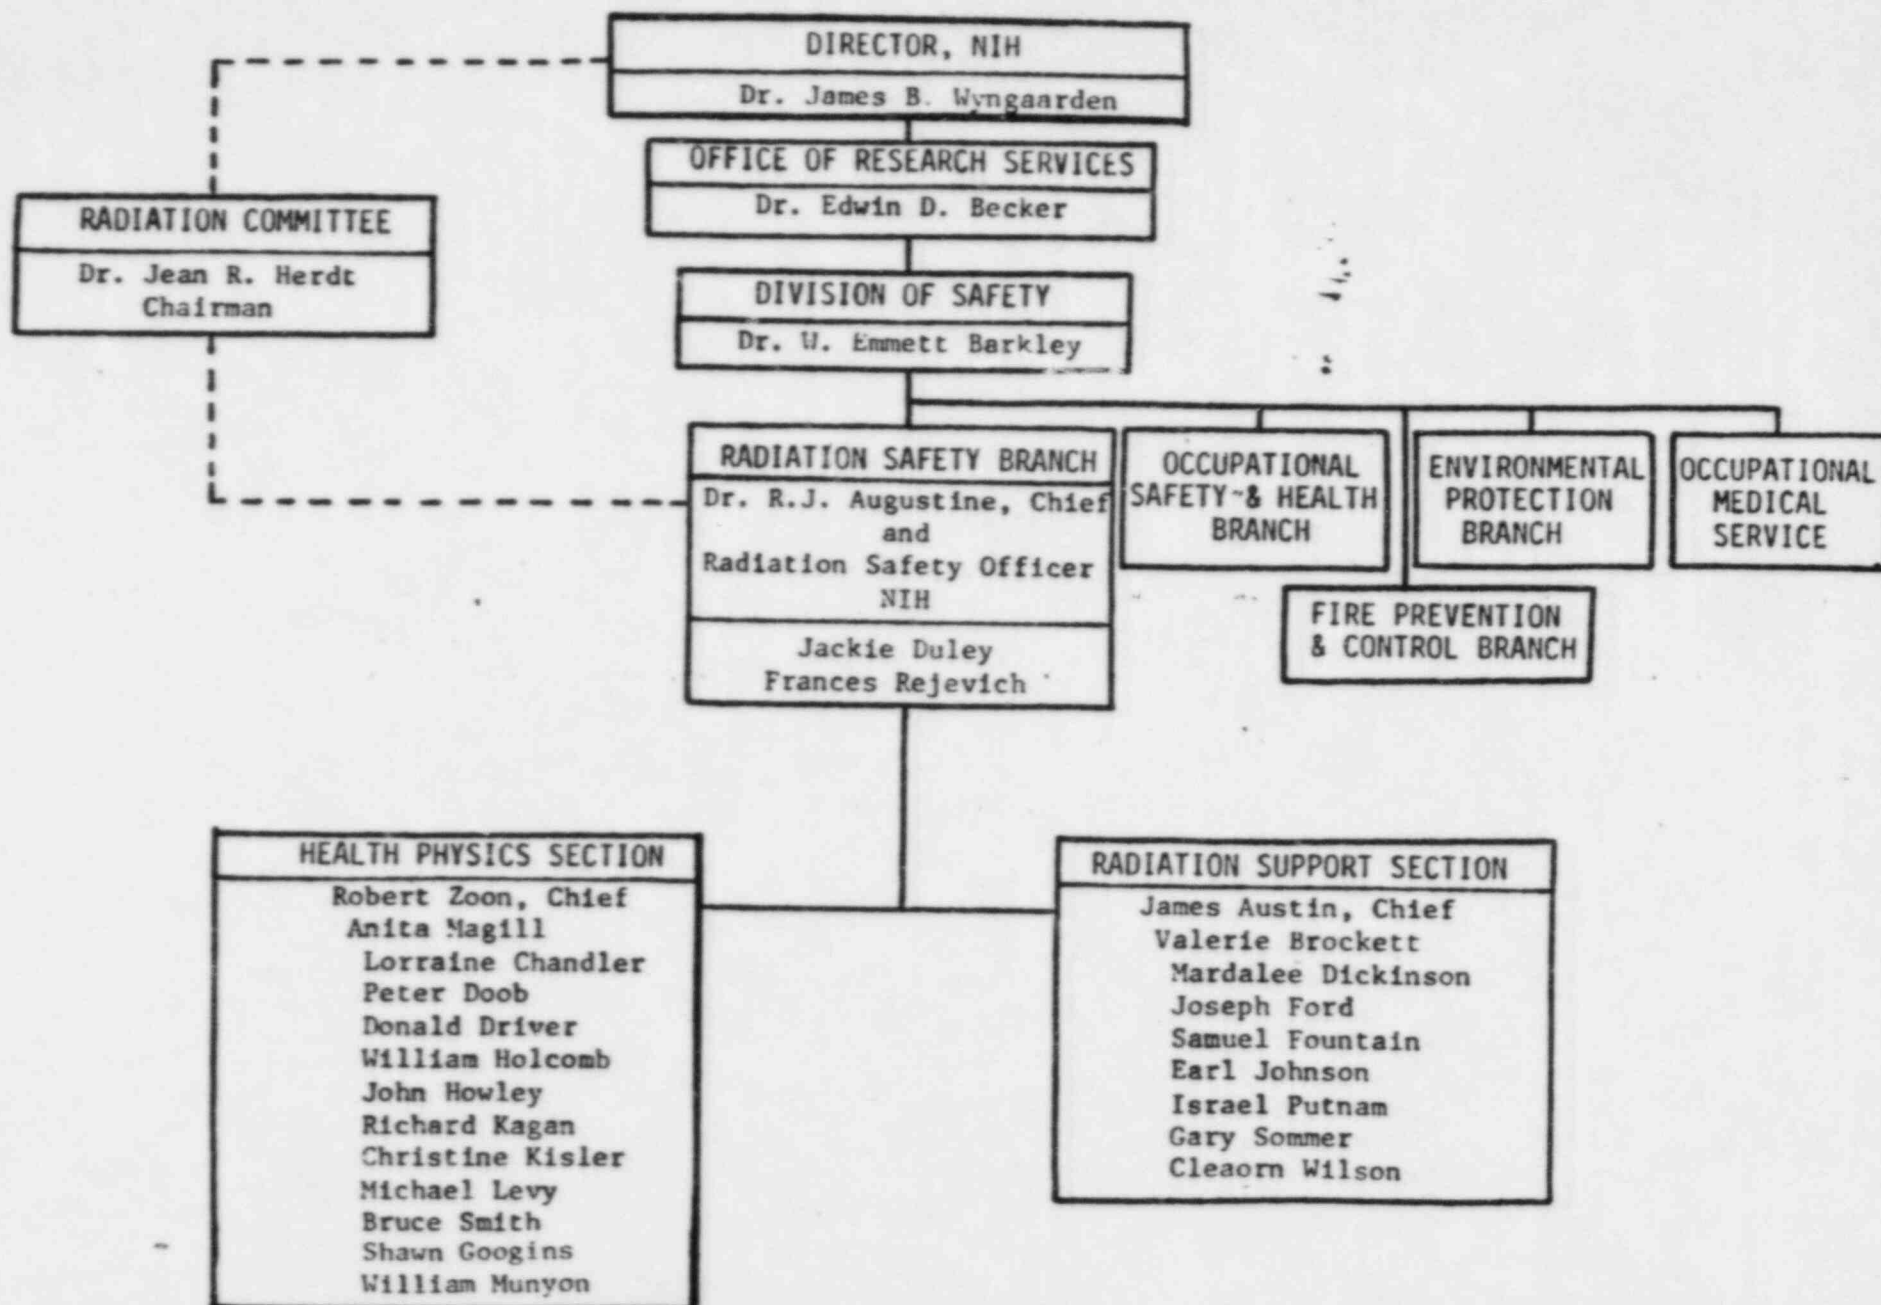 DIRECTOR, NIH
Dr. James B. Wyngaarden
OFFICE OF RESEARCH SERVICES
Dr. Edwin D. Becker
RADIATION COMMITTEE
Dr. Jean R. Herdt
Chairman
DIVISION OF SAFETY
Dr. W. Emmett Barkley
RADIATION SAFETY BRANCH
Dr. R.J. Augustine, Chief
and
Radiation Safety Officer
NIH
Jackie Duley
Frances Rejevich
OCCUPATIONAL
SAFETY & HEALTH
BRANCH
ENVIRONMENTAL
PROTECTION
BRANCH
OCCUPATIONAL
MEDICAL
SERVICE
FIRE PREVENTION
& CONTROL BRANCH
HEALTH PHYSICS SECTION
Robert Zoon, Chief
Anita Magill
Lorraine Chandler
Peter Doob
Donald Driver
William Holcomb
John Howley
Richard Kagan
Christine Kisler
Michael Levy
Bruce Smith
Shawn Googins
William Munyon
RADIATION SUPPORT SECTION
James Austin, Chief
Valerie Brockett
Mardalee Dickinson
Joseph Ford
Samuel Fountain
Earl Johnson
Israel Putnam
Gary Sommer
Cleaorn Wilson